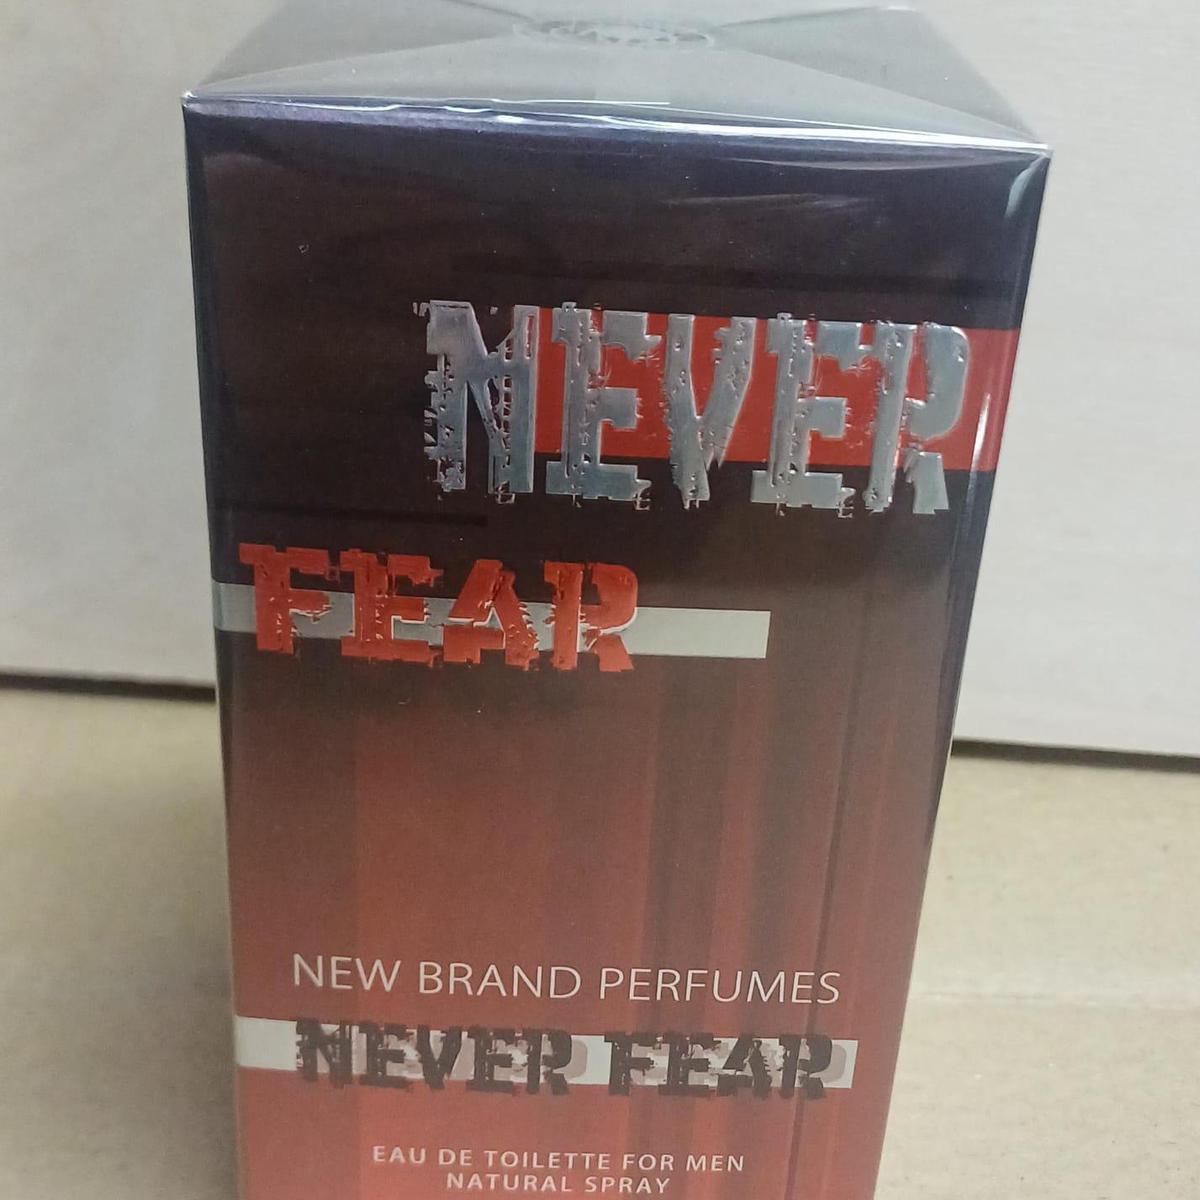 NEVER
FEAR
NEW BRAND PERFUMES
NEVER FEAR
EAU DE TOILETTE FOR MEN
NATURAL SPRAY